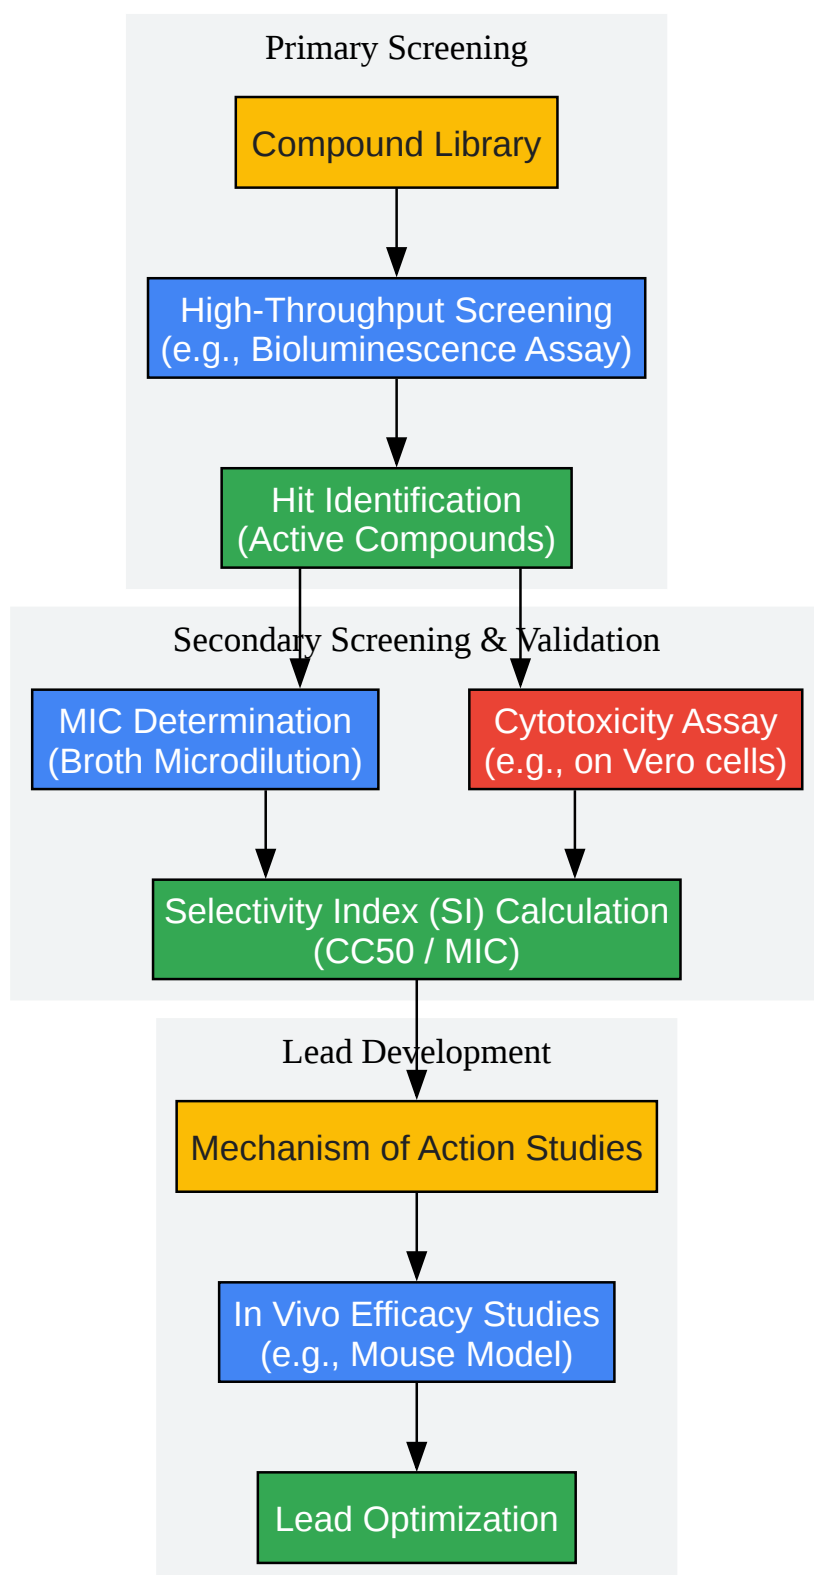 Primary Screening
Compound Library
High-Throughput Screening
(e.g., Bioluminescence Assay)
Hit Identification
(Active Compounds)
Secondary Screening & Validation
MIC Determination
(Broth Microdilution)
Cytotoxicity Assay
(e.g., on Vero cells)
Selectivity Index (SI) Calculation
(CC50 / MIC)
Lead Development
Mechanism of Action Studies
In Vivo Efficacy Studies
(e.g., Mouse Model)
Lead Optimization